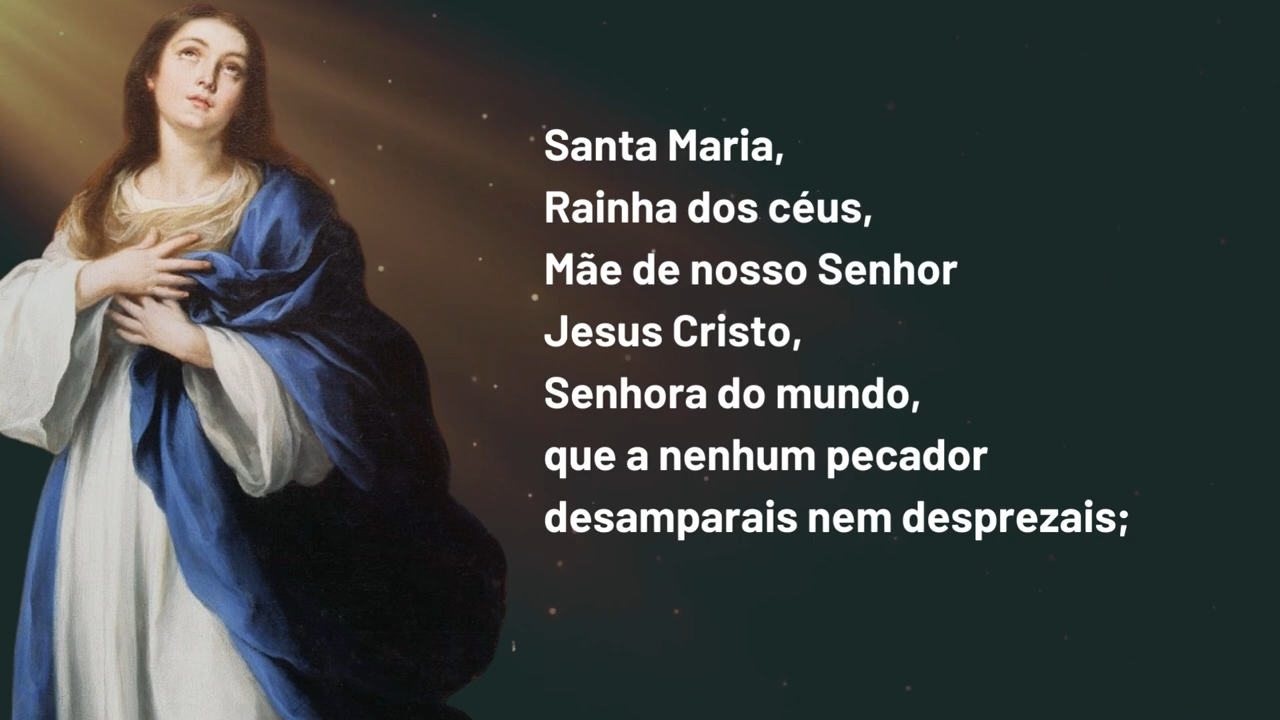 Santa Maria,
Rainha dos céus,
Mãe de nosso Senhor
Jesus Cristo,
Senhora do mundo,
que a nenhum pecador
desamparais nem desprezais;